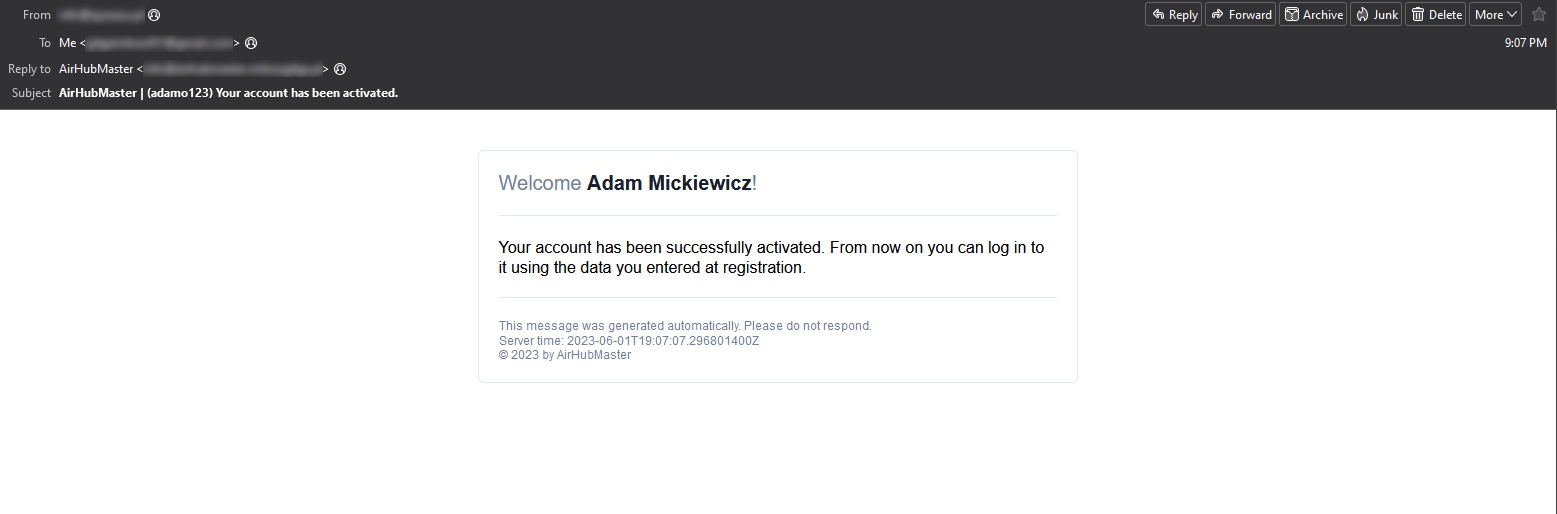 From
Reply Forward Archive Junk Delete More
To Me < >
9:07 PM
Reply to AirHubMaster < >
Subject AirHubMaster | (adamo123) Your account has been activated.
Welcome Adam Mickiewicz!
Your account has been successfully activated. From now on you can log in to
it using the data you entered at registration.
This message was generated automatically. Please do not respond.
Server time: 2023-06-01T19:07:07.296801400Z
© 2023 by AirHubMaster